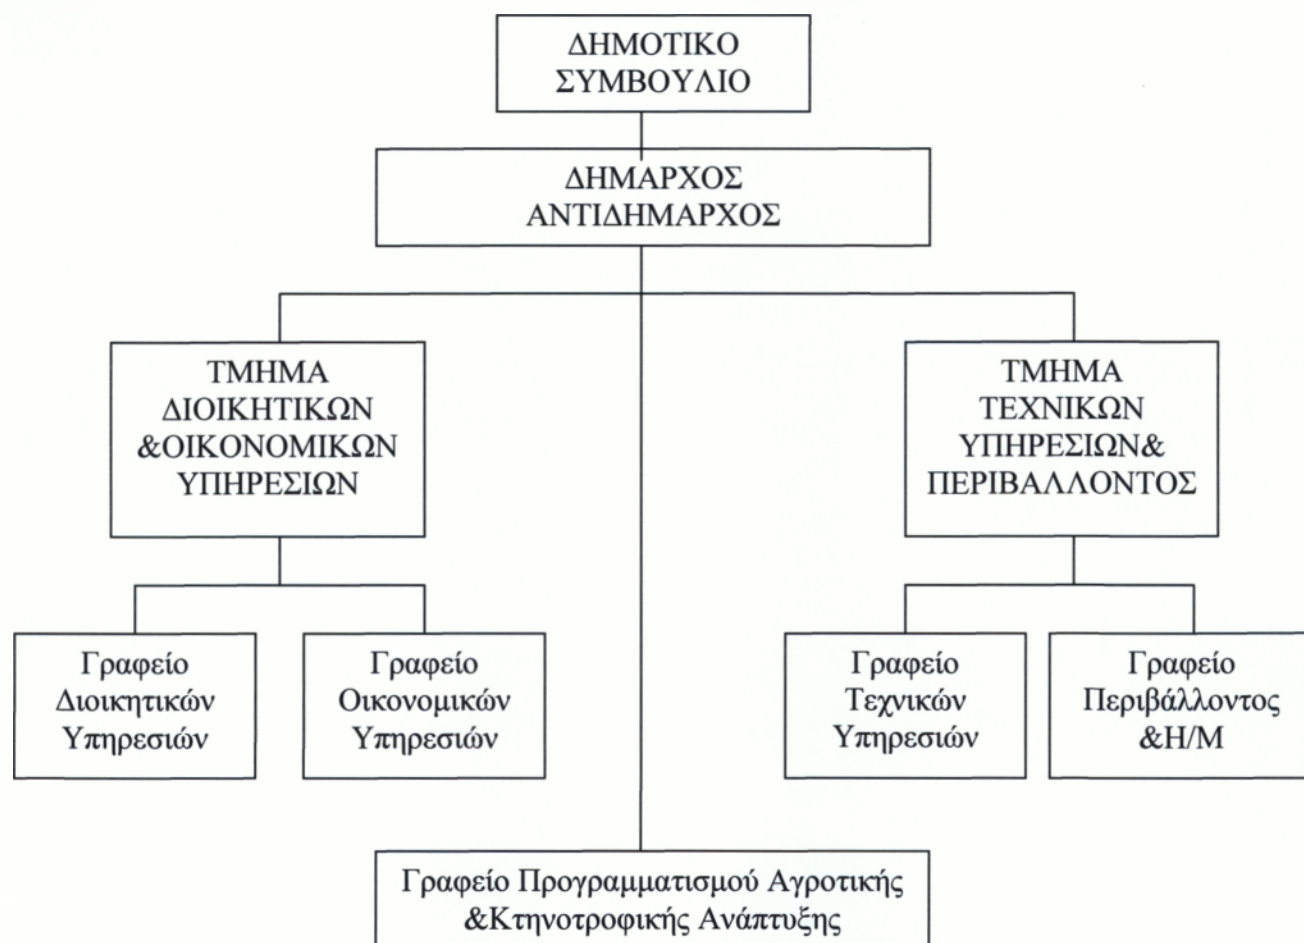 ΔΗΜΟΤΙΚΟ
ΣΥΜΒΟΥΛΙΟ
ΔΗΜΑΡΧΟΣ
ΑΝΤΙΔΗΜΑΡΧΟΣ
ΤΜΗΜΑ
ΔΙΟΙΚΗΤΙΚΩΝ
&ΟΙΚΟΝΟΜΙΚΩΝ
ΥΠΗΡΕΣΙΩΝ
ΤΜΗΜΑ
ΤΕΧΝΙΚΩΝ
ΥΠΗΡΕΣΙΩΝ&
ΠΕΡΙΒΑΛΛΟΝΤΟΣ
Γραφείο
Διοικητικών
Υπηρεσιών
Γραφείο
Οικονομικών
Υπηρεσιών
Γραφείο
Τεχνικών
Υπηρεσιών
Γραφείο
Περιβάλλοντος
&Η/Μ
Γραφείο Προγραμματισμού Αγροτικής
&Κτηνοτροφικής Ανάπτυξης